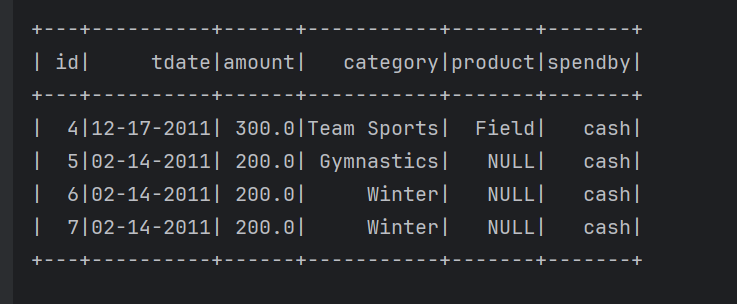 +---+----------+------+-----------+-------+-------+
| id|     tdate|amount|   category|product|spendby|
+---+----------+------+-----------+-------+-------+
|  4|12-17-2011| 300.0|Team Sports|  Field|   cash|
|  5|02-14-2011| 200.0| Gymnastics|   NULL|   cash|
|  6|02-14-2011| 200.0|     Winter|   NULL|   cash|
|  7|02-14-2011| 200.0|     Winter|   NULL|   cash|
+---+----------+------+-----------+-------+-------+